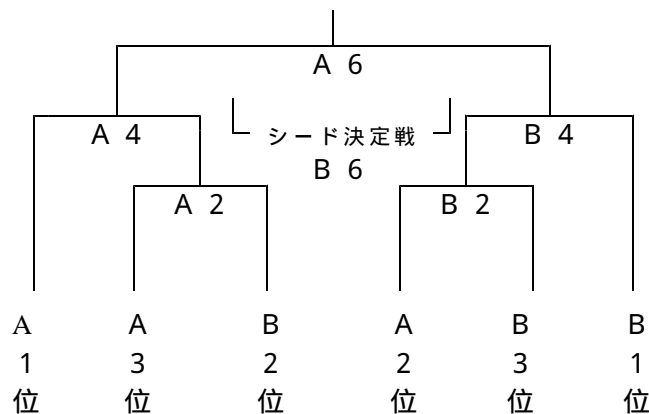 A 6
A 4
シード決定戦
B 4
B 6
A 2
B 2
A B A B B
A
1 3 2 2 3 1
位 位 位 位 位 位